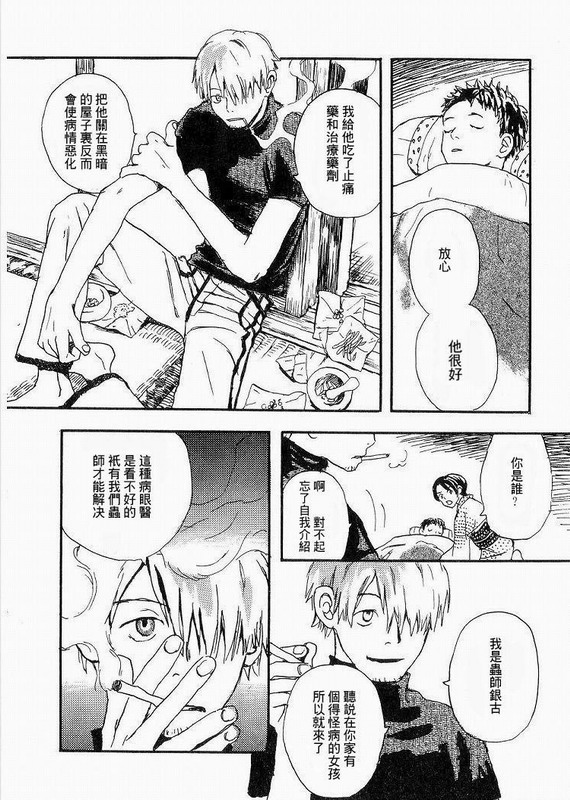 放心
他很好
我給他吃了止痛
藥和治療藥劑
把他關在黑暗
的屋子裏反而
會使病情惡化
你是誰?
啊 對不起
忘了自我介紹
我是蟲師銀古
聽説在你家有
個得怪病的女孩
所以就來了
這種病眼醫
是看不好的
衹有我們蟲
師才能解决